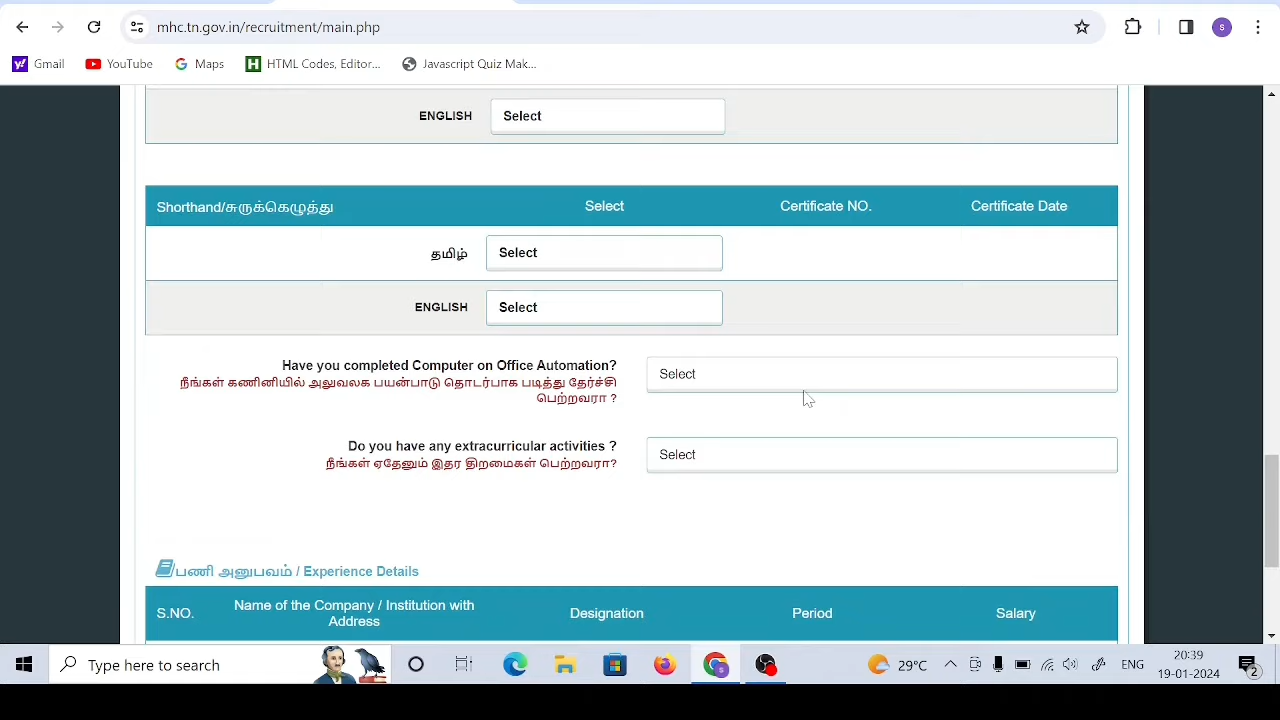 mhc.tn.gov.in/recruitment/main.php
S
Gmail YouTube Maps HTML Codes, Editor... Javascript Quiz Mak...
ENGLISH Select
Shorthand/சுருக்கெழுத்து Select Certificate NO. Certificate Date
தமிழ் Select
ENGLISH Select
Have you completed Computer on Office Automation? Select
நீங்கள் கணினியில் அலுவலக பயன்பாடு தொடர்பாக படித்து தேர்ச்சி
பெற்றவரா ?
Do you have any extracurricular activities ? Select
நீங்கள் ஏதேனும் இதர திறமைகள் பெற்றவரா?
பணி அனுபவம் / Experience Details
S.NO. Name of the Company / Institution with Designation Period Salary
Address
Type here to search 29°C ENG 20:39
19-01-2024 2